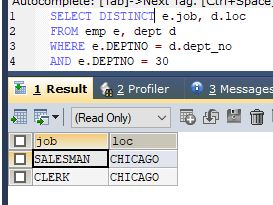 Autocomplete: [Tab]->Next Tag. [Ctrl+Space]
1 SELECT DISTINCT e.job, d.loc
2 FROM emp e, dept d
3 WHERE e.DEPTNO = d.dept_no
4 AND e.DEPTNO = 30
1 Result 2 Profiler 3 Messages
(Read Only)
job loc
SALESMAN CHICAGO
CLERK CHICAGO